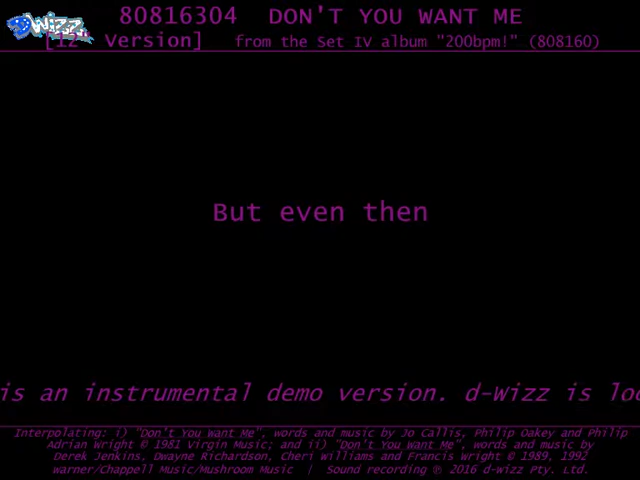 D-Wizz.
80816304 DON'T YOU WANT ME
[12" Version] from the Set IV album "200bpm!" (808160)
But even then
is an instrumental demo version. d-Wizz is loo
Interpolating: i) "Don't You Want Me", words and music by Jo Callis, Philip Oakey and Philip
Adrian Wright © 1981 Virgin Music; and ii) "Don't You Want Me", words and music by
Derek Jenkins, Dwayne Richardson, Cheri Williams and Francis Wright © 1989, 1992
Warner/Chappell Music/Mushroom Music | Sound recording ℗ 2016 d-Wizz Pty. Ltd.